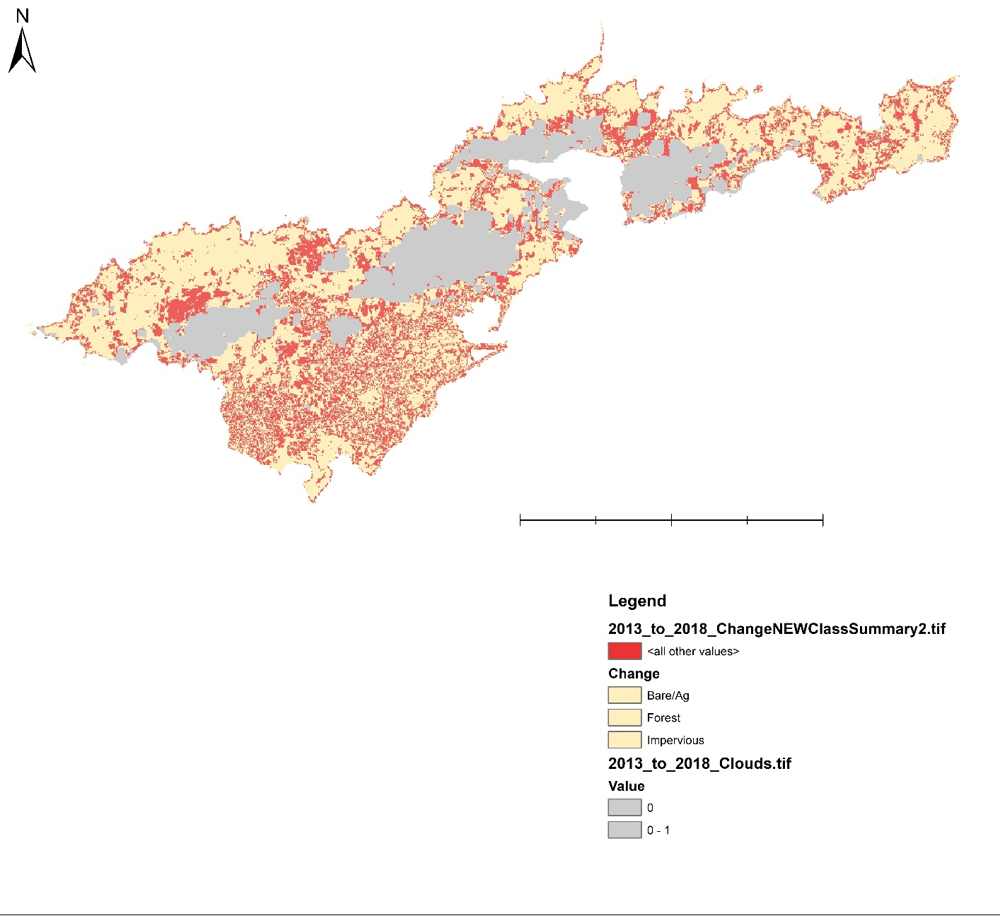 N
Legend
2013_to_2018_ChangeNEWClassSummary2.tif
<all other values>
Change
Bare/Ag
Forest
Impervious
2013_to_2018_Clouds.tif
Value
0
0 - 1